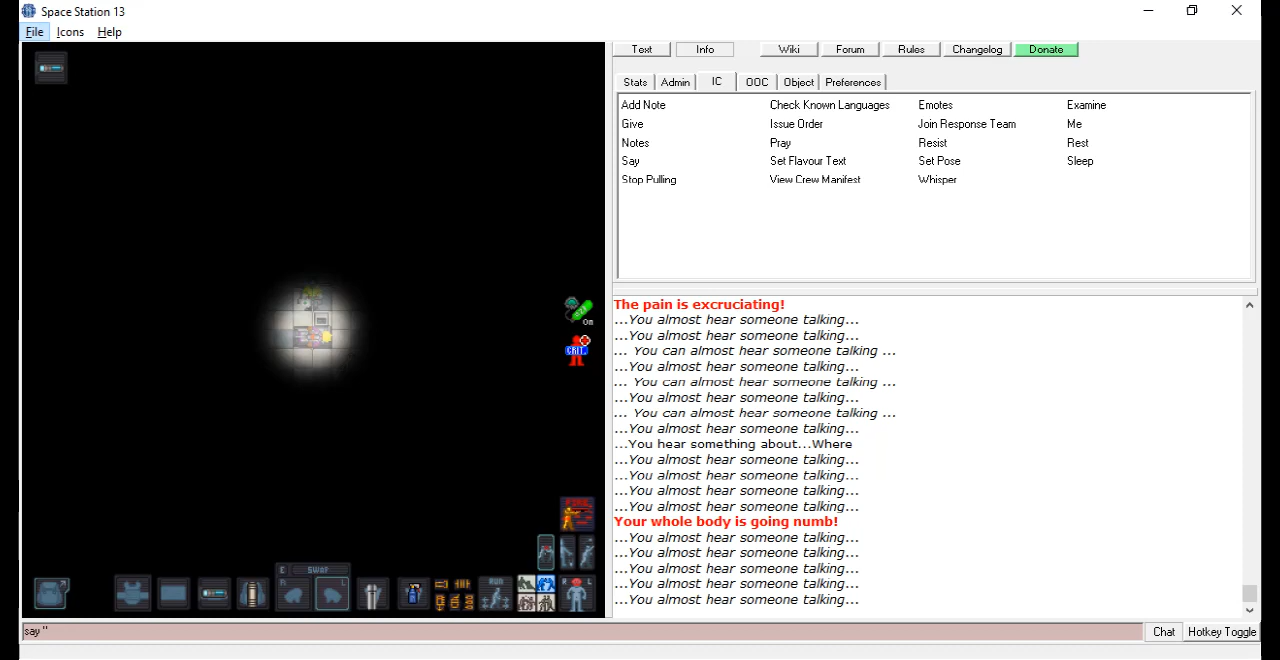 Space Station 13
File Icons Help
Text Info Wiki Forum Rules Changelog Donate
Stats Admin IC OOC Object Preferences
Add Note Check Known Languages Emotes Examine
Give Issue Order Join Response Team Me
Notes Pray Resist Rest
Say Set Flavour Text Set Pose Sleep
Stop Pulling View Crew Manifest Whisper
The pain is excruciating!
...You almost hear someone talking...
...You almost hear someone talking...
... You can almost hear someone talking ...
...You almost hear someone talking...
... You can almost hear someone talking ...
...You almost hear someone talking...
... You can almost hear someone talking ...
...You almost hear someone talking...
...You hear something about...Where
...You almost hear someone talking...
...You almost hear someone talking...
...You almost hear someone talking...
...You almost hear someone talking...
Your whole body is going numb!
...You almost hear someone talking...
...You almost hear someone talking...
...You almost hear someone talking...
...You almost hear someone talking...
...You almost hear someone talking...
CRIT
E SWAP
R L
RUN
R L
say "
Chat Hotkey Toggle